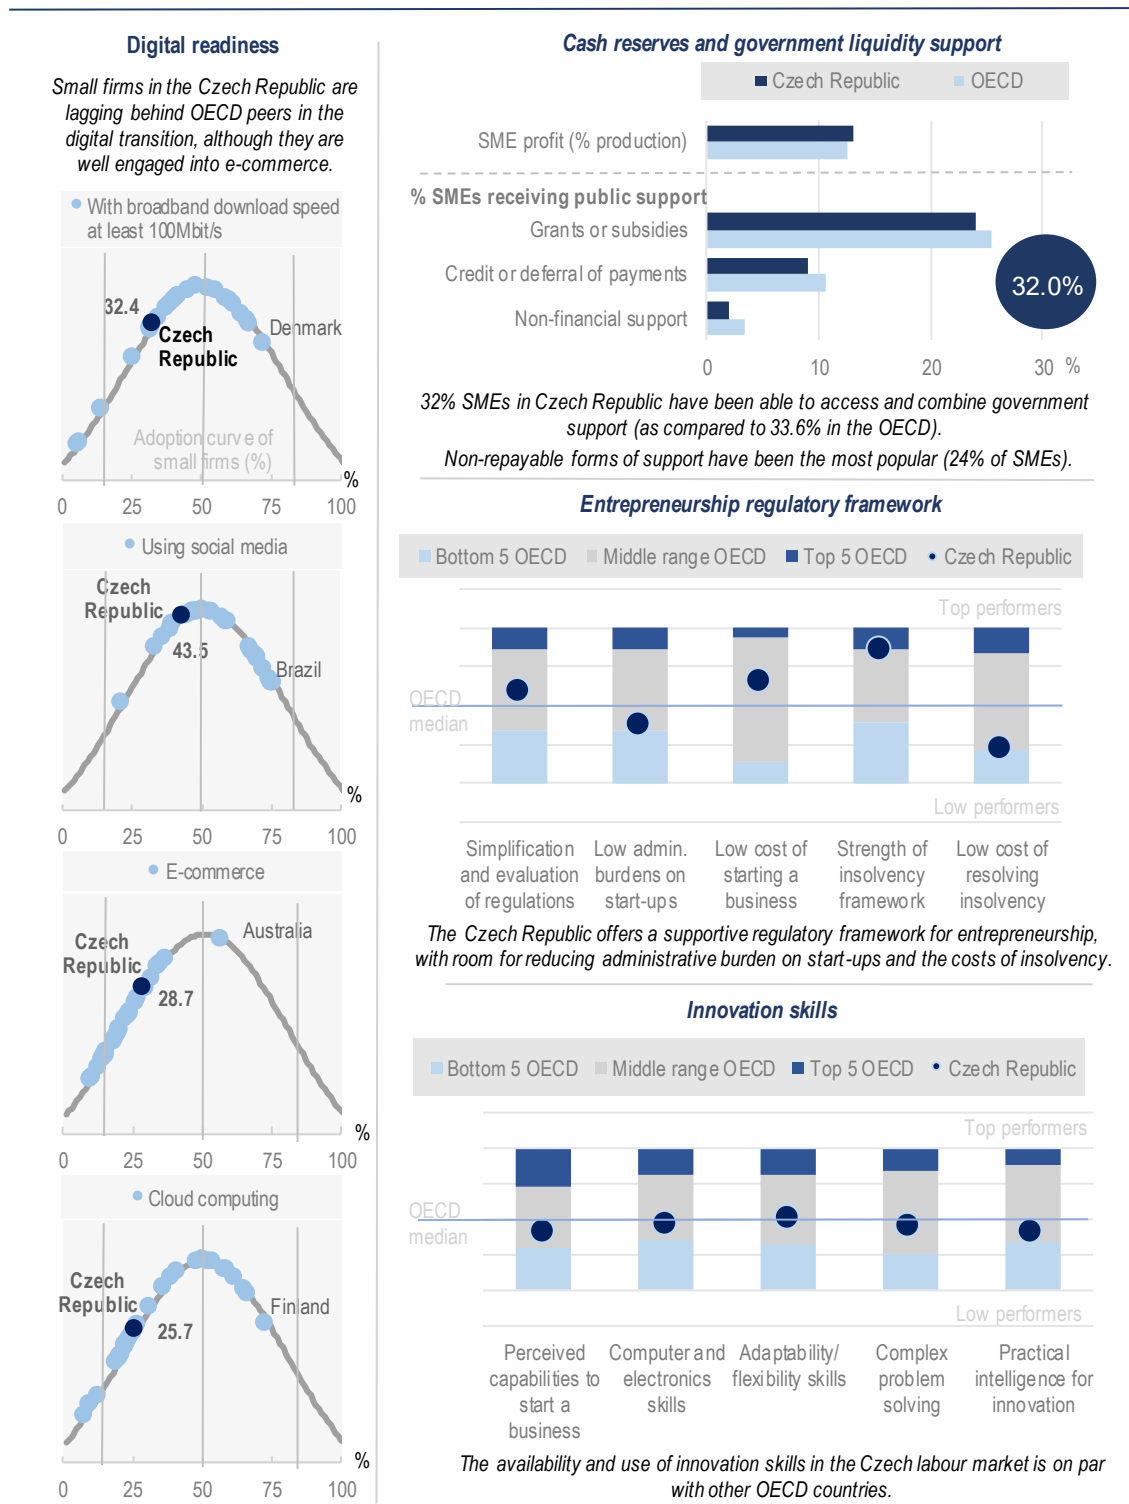 Digital readiness
Small firms in the Czech Republic are
lagging behind OECD peers in the
digital transition, although they are
well engaged into e-commerce.
With broadband download speed
at least 100Mbit/s
32.4
Czech
Republic
Denmark
Adoption curve of
small firms (%)
%
0 25 50 75 100
Using social media
Czech
Republic
43.5
Brazil
%
0 25 50 75 100
E-commerce
Czech
Republic
28.7
Australia
%
0 25 50 75 100
Cloud computing
Czech
Republic
25.7
Finland
%
0 25 50 75 100
Cash reserves and government liquidity support
Czech Republic OECD
SME profit (% production)
% SMEs receiving public support
Grants or subsidies
Credit or deferral of payments
Non-financial support
32.0%
0 10 20 30 %
32% SMEs in Czech Republic have been able to access and combine government
support (as compared to 33.6% in the OECD).
Non-repayable forms of support have been the most popular (24% of SMEs).
Entrepreneurship regulatory framework
Bottom 5 OECD Middle range OECD Top 5 OECD Czech Republic
Top performers
OECD
median
Low performers
Simplification
and evaluation
of regulations
Low admin.
burdens on
start-ups
Low cost of
starting a
business
Strength of
insolvency
framework
Low cost of
resolving
insolvency
The Czech Republic offers a supportive regulatory framework for entrepreneurship,
with room for reducing administrative burden on start-ups and the costs of insolvency.
Innovation skills
Bottom 5 OECD Middle range OECD Top 5 OECD Czech Republic
Top performers
OECD
median
Low performers
Perceived
capabilities to
start a
business
Computer and
electronics
skills
Adaptability/
flexibility skills
Complex
problem
solving
Practical
intelligence for
innovation
The availability and use of innovation skills in the Czech labour market is on par
with other OECD countries.